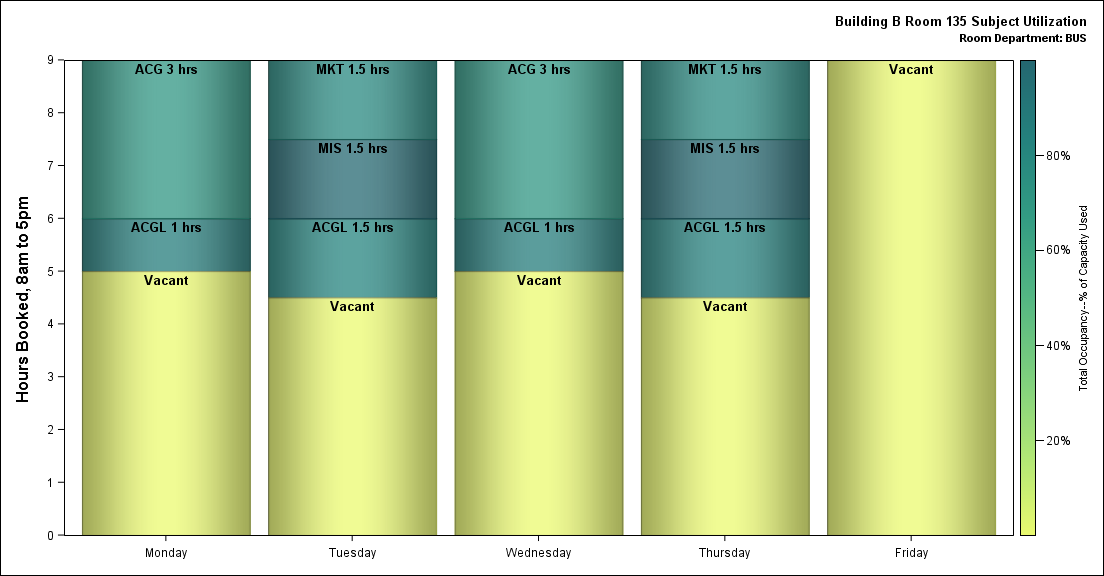 Building B Room 135 Subject Utilization
Room Department: BUS
Hours Booked, 8am to 5pm
9
8
7
6
5
4
3
2
1
0
ACG 3 hrs
ACGL 1 hrs
Vacant
Monday
MKT 1.5 hrs
MIS 1.5 hrs
ACGL 1.5 hrs
Vacant
Tuesday
ACG 3 hrs
ACGL 1 hrs
Vacant
Wednesday
MKT 1.5 hrs
MIS 1.5 hrs
ACGL 1.5 hrs
Vacant
Thursday
Vacant
Friday
80%
60%
40%
20%
Total Occupancy--% of Capacity Used